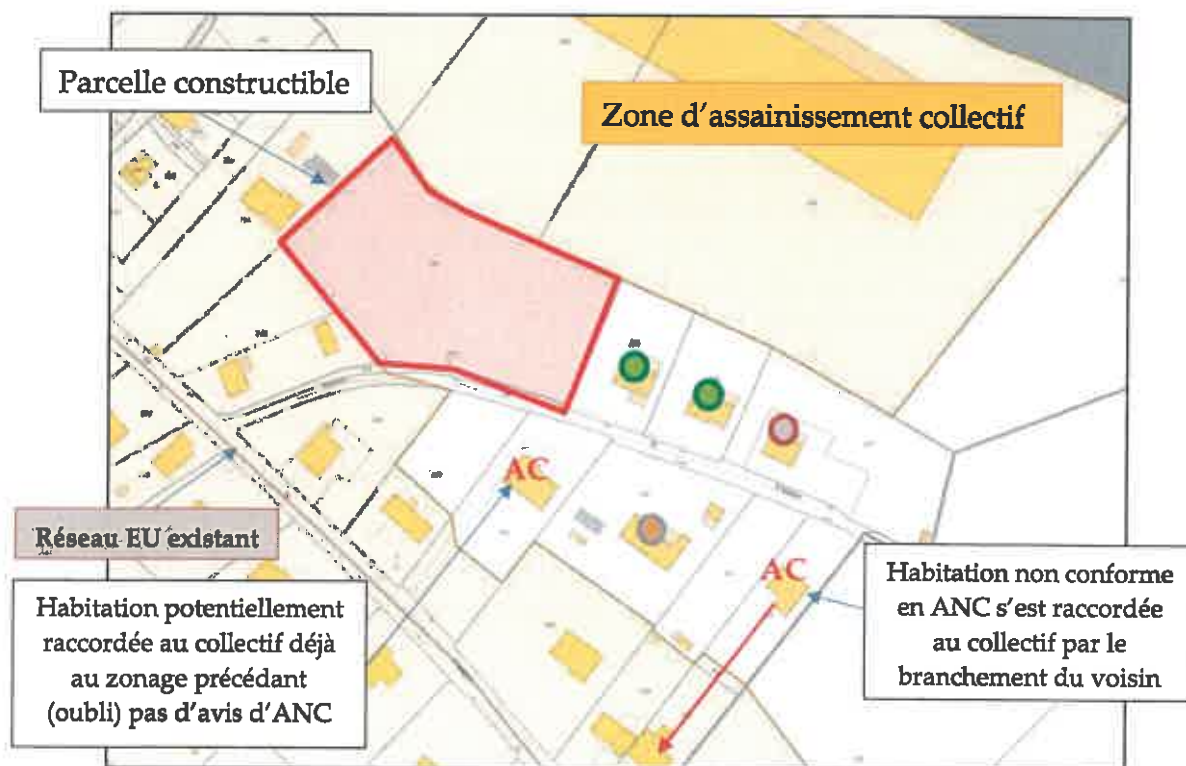 Parcelle constructible
Zone d'assainissement collectif
AC
Réseau EU existant
AC
Habitation potentiellement
raccordée au collectif déjà
au zonage précédant
(oubli) pas d'avis d'ANC
Habitation non conforme
en ANC s'est raccordée
au collectif par le
branchement du voisin